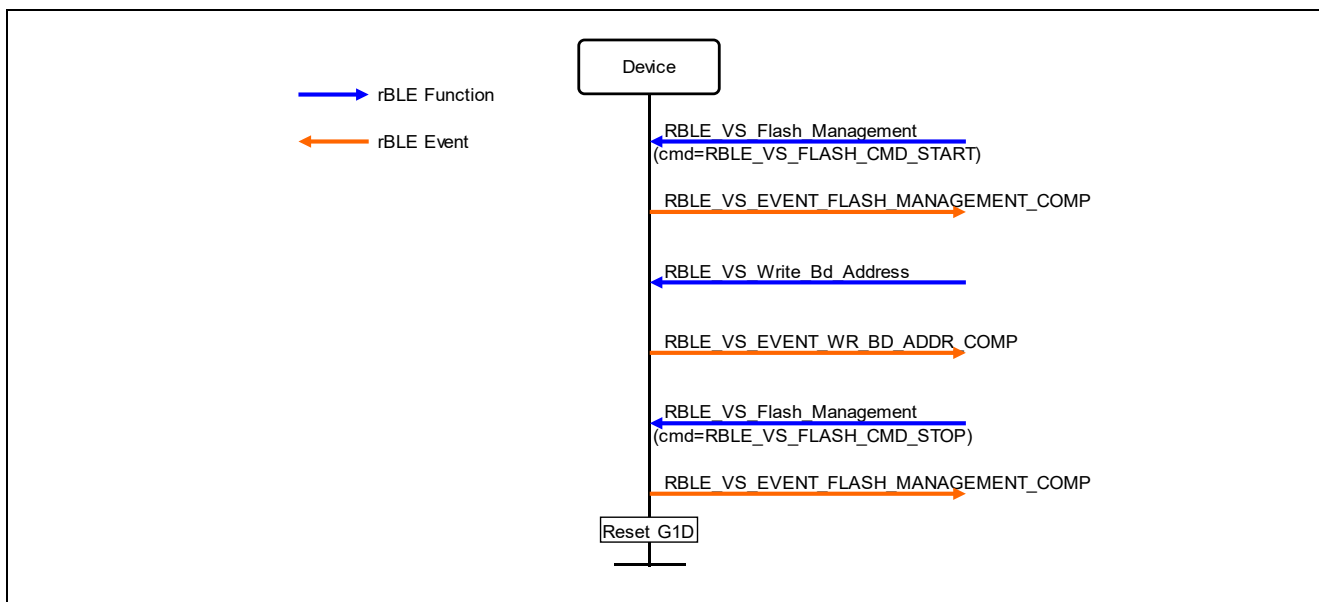 Device
rBLE Function
rBLE Event
RBLE_VS_Flash_Management
(cmd=RBLE_VS_FLASH_CMD_START)
RBLE_VS_EVENT_FLASH_MANAGEMENT_COMP
RBLE_VS_Write_Bd_Address
RBLE_VS_EVENT_WR_BD_ADDR_COMP
RBLE_VS_Flash_Management
(cmd=RBLE_VS_FLASH_CMD_STOP)
RBLE_VS_EVENT_FLASH_MANAGEMENT_COMP
Reset G1D